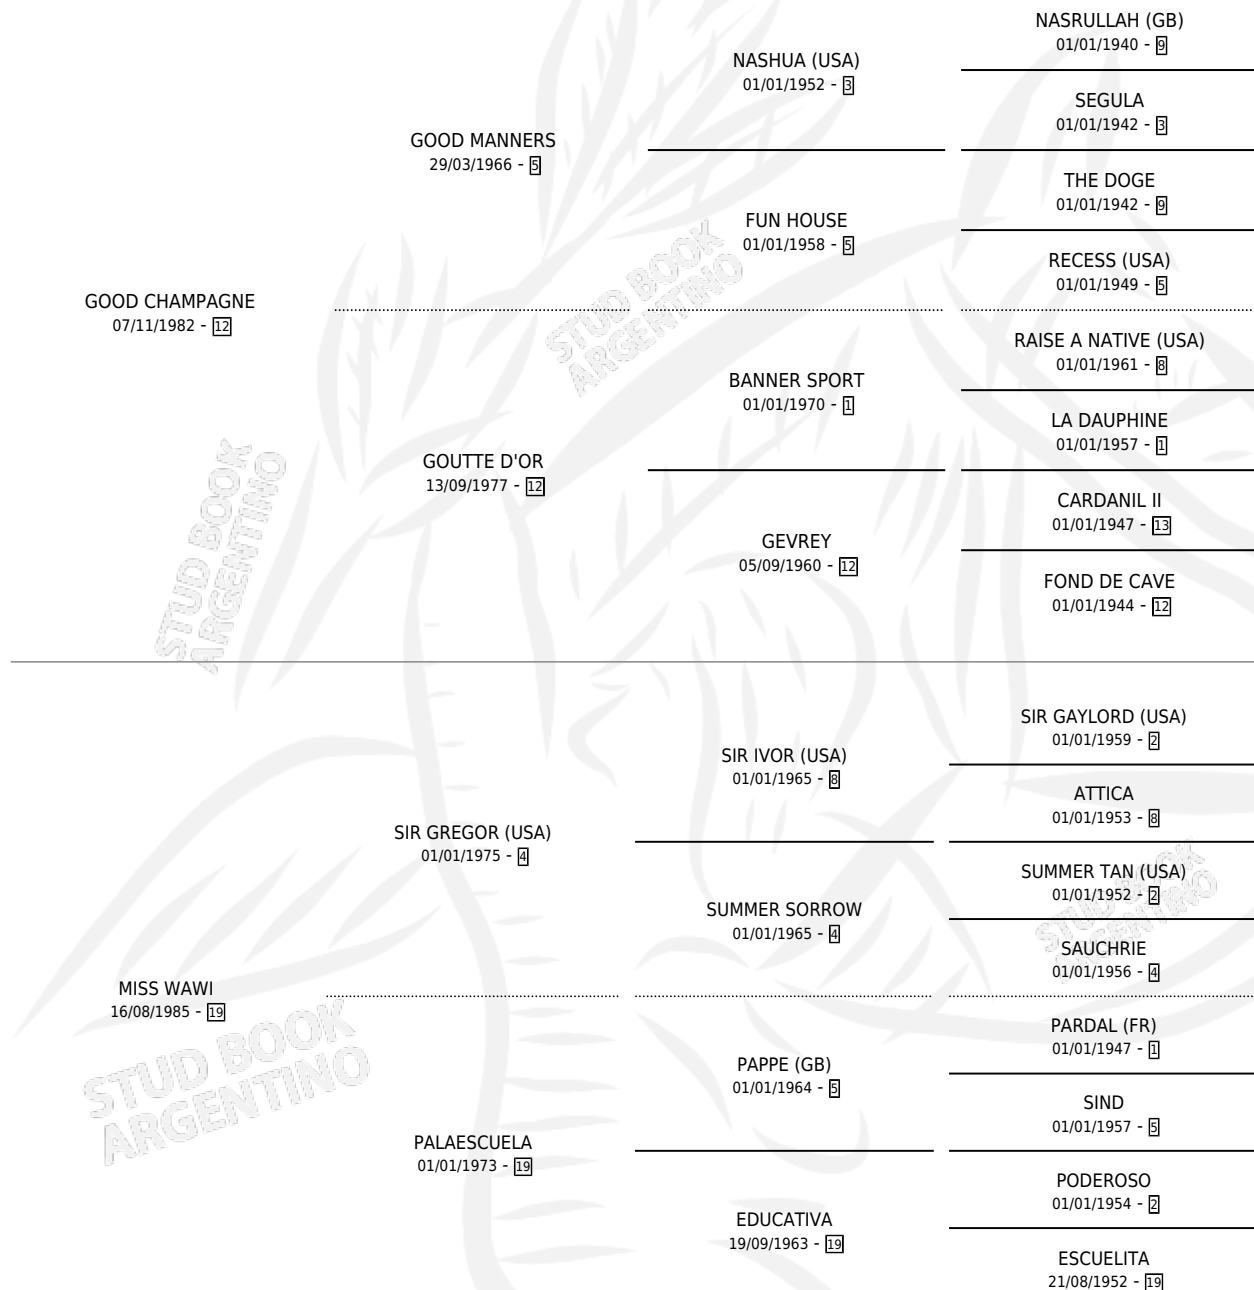 NASRULLAH (GB)
01/01/1940 - 9
NASHUA (USA)
01/01/1952 - 3
SEGULA
01/01/1942 - 3
GOOD MANNERS
29/03/1966 - 5
THE DOGE
01/01/1942 - 9
FUN HOUSE
01/01/1958 - 5
RECESS (USA)
01/01/1949 - 5
GOOD CHAMPAGNE
07/11/1982 - 12
RAISE A NATIVE (USA)
01/01/1961 - 8
BANNER SPORT
01/01/1970 - 1
LA DAUPHINE
01/01/1957 - 1
GOUTTE D'OR
13/09/1977 - 12
CARDANIL II
01/01/1947 - 13
GEVREY
05/09/1960 - 12
FOND DE CAVE
01/01/1944 - 12
SIR GAYLORD (USA)
01/01/1959 - 2
SIR IVOR (USA)
01/01/1965 - 8
ATTICA
01/01/1953 - 8
SIR GREGOR (USA)
01/01/1975 - 4
SUMMER TAN (USA)
01/01/1952 - 2
SUMMER SORROW
01/01/1965 - 4
SAUCHRIE
01/01/1956 - 4
MISS WAWI
16/08/1985 - 19
PARDAL (FR)
01/01/1947 - 1
PAPPE (GB)
01/01/1964 - 5
SIND
01/01/1957 - 5
PALAESCUELA
01/01/1973 - 19
PODEROSO
01/01/1954 - 2
EDUCATIVA
19/09/1963 - 19
ESCUELITA
21/08/1952 - 19
STUD BOOK
ARGENTINO
STUD BOOK
ARGENTINO
STUD BOOK
ARGENTINO
STUD BOOK
ARGENTINO